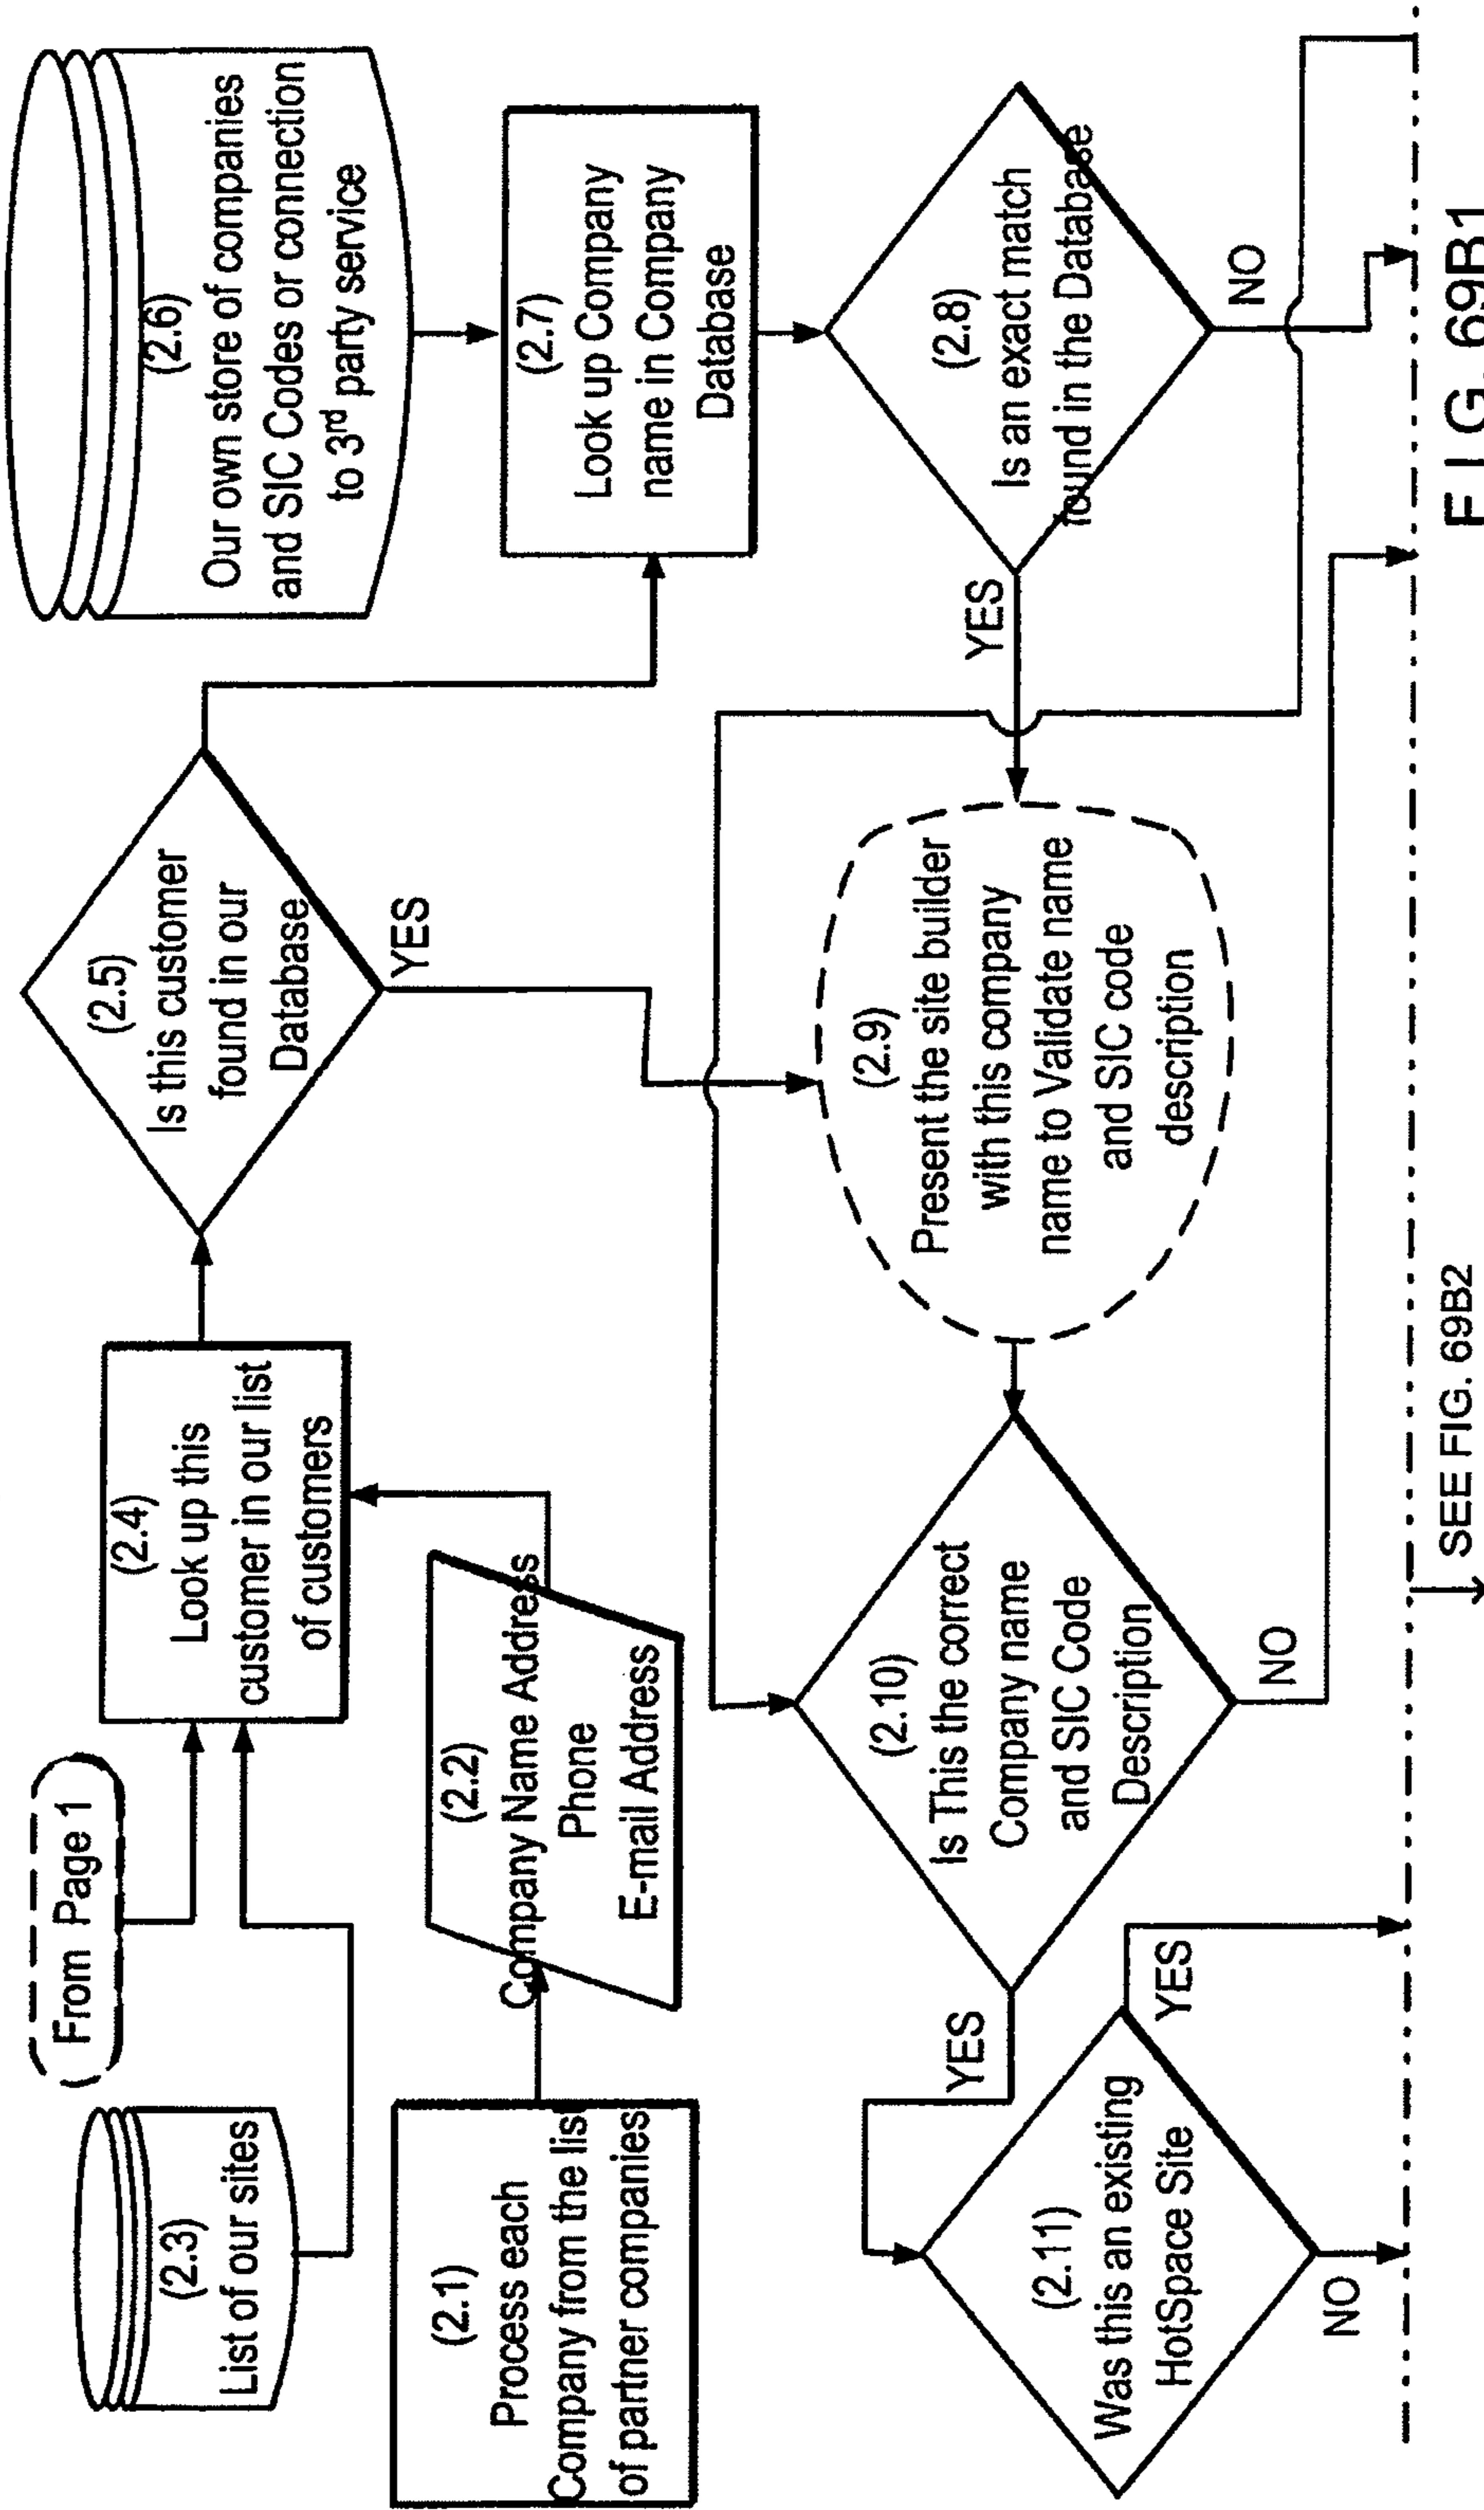 From Page 1
(2.3)
List of our sites
(2.4)
Look up this
customer in our list
of customers
(2.5)
Is this customer
found in our
Database
YES
(2.6)
Our own store of companies
and SIC Codes or connection
to 3rd party service
(2.1)
Process each
Company from the lis
of partner companies
(2.2)
Company Name Address
Phone
E-mail Address
(2.7)
Look up Company
name in Company
Database
(2.8)
Is an exact match
found in the Database
YES
NO
(2.9)
Present the site builder
with this company
name to Validate name
and SIC code
description
(2.10)
Is This the correct
Company name
and SIC Code
Description
YES
NO
(2.11)
Was this an existing
HotSpace Site
YES
NO
SEE FIG. 69B2
FIG. 69B1